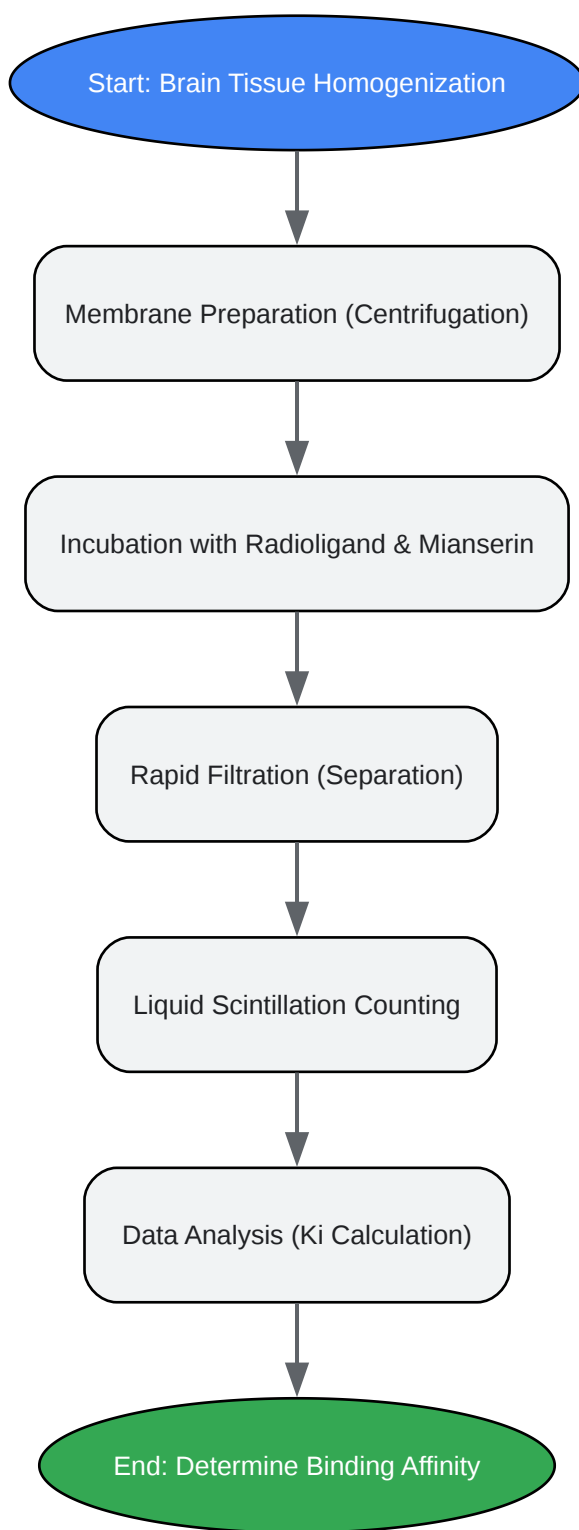 Start: Brain Tissue Homogenization
Membrane Preparation (Centrifugation)
Incubation with Radioligand & Mianserin
Rapid Filtration (Separation)
Liquid Scintillation Counting
Data Analysis (Ki Calculation)
End: Determine Binding Affinity